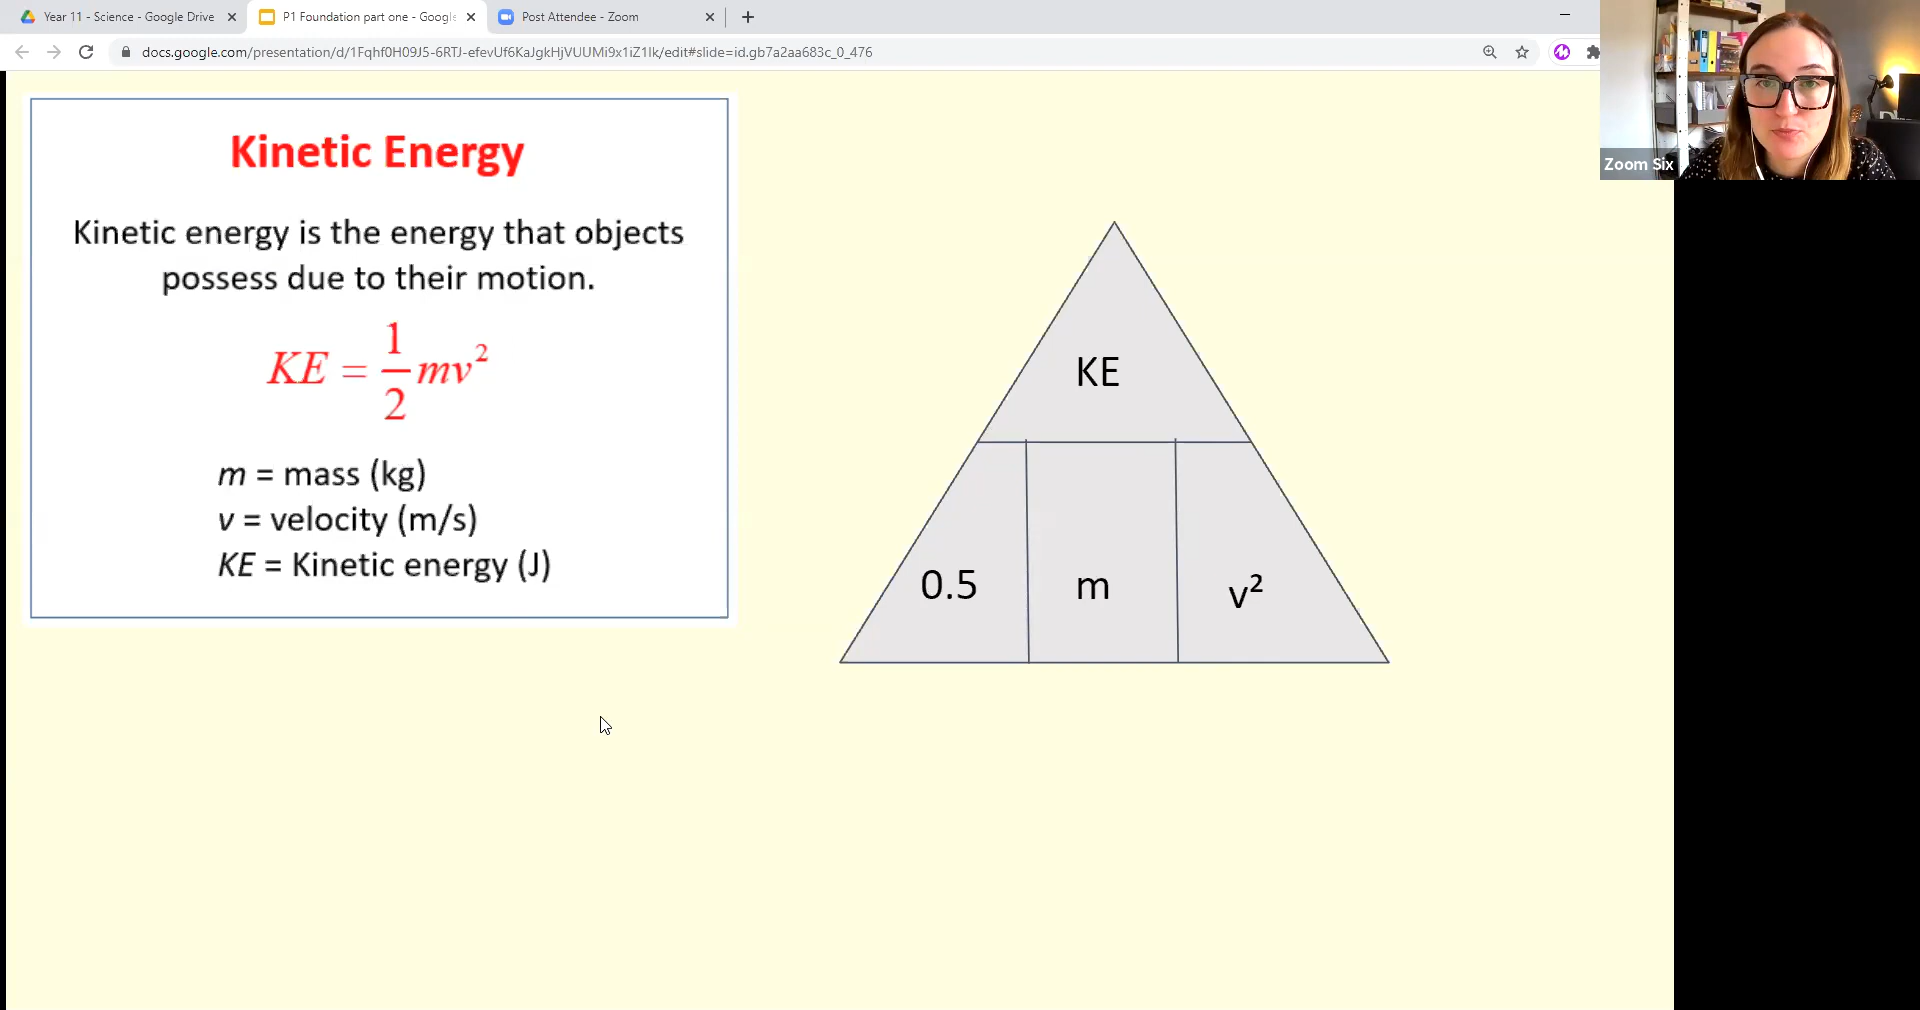 Year 11 - Science - Google Drive
P1 Foundation part one - Google
Post Attendee - Zoom
docs.google.com/presentation/d/1Fqhf0H09J5-6RTJ-efevUf6KaJgkHjVUUMi9x1iZ1lk/edit#slide=id.gb7a2aa683c_0_476
Zoom Six
Kinetic Energy
Kinetic energy is the energy that objects
possess due to their motion.
KE = 1/2 mv²
m = mass (kg)
v = velocity (m/s)
KE = Kinetic energy (J)
KE
0.5 m v²